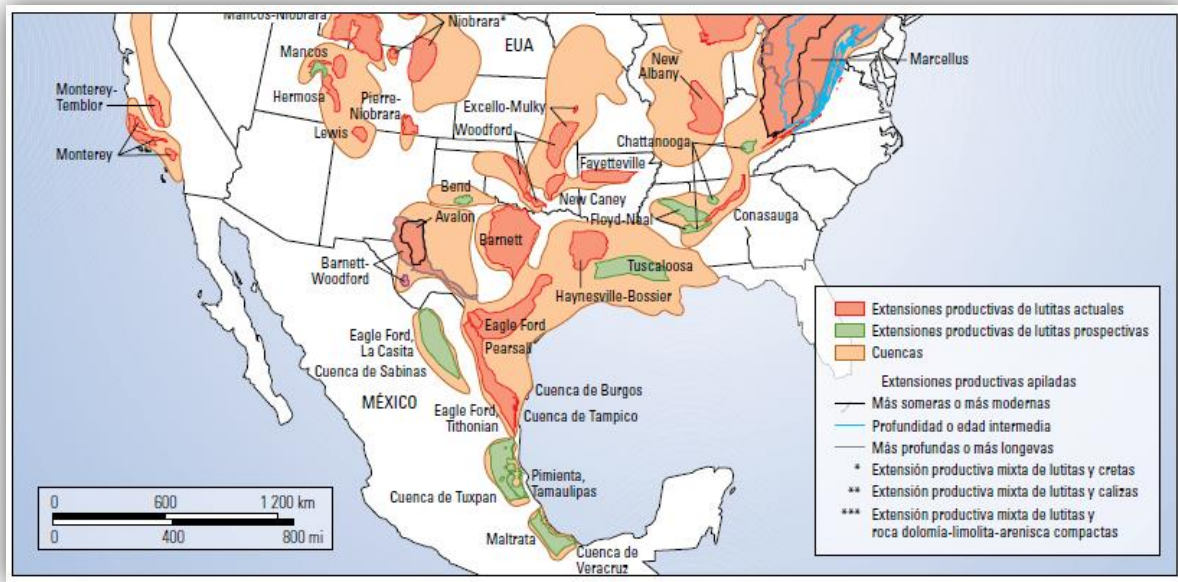 Mancos-Niobrara
Niobrara*
EUA
Mancos
New
Albany
Marcellus
Monterey-
Temblor
Hermosa
Pierre-
Niobrara
Excello-Mulky
Lewis
Woodford
Chattanooga
Monterey
Fayetteville
Bend
New Caney
Floyd-Neal
Conasauga
Avalon
Barnett
Barnett-
Woodford
Tuscaloosa
Haynesville-Bossier
Eagle Ford
Pearsall
Eagle Ford,
La Casita
Cuenca de Sabinas
MÉXICO
Cuenca de Burgos
Eagle Ford,
Tithonian
Cuenca de Tampico
Pimienta,
Tamaulipas
Cuenca de Tuxpan
Maltrata
Cuenca de
Veracruz
0 600 1 200 km
0 400 800 mi
Extensiones productivas de lutitas actuales
Extensiones productivas de lutitas prospectivas
Cuencas
Extensiones productivas apiladas
Más someras o más modernas
Profundidad o edad intermedia
Más profundas o más longevas
* Extensión productiva mixta de lutitas y cretas
** Extensión productiva mixta de lutitas y calizas
*** Extensión productiva mixta de lutitas y
roca dolomía-limolita-arenisca compactas